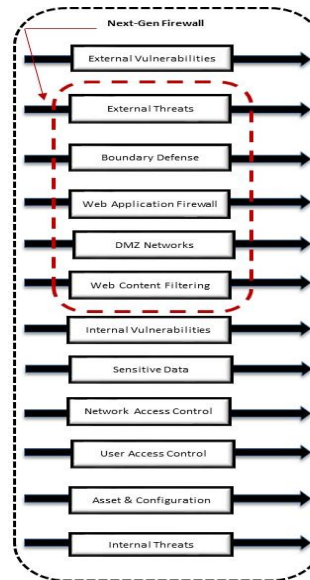 Next-Gen Firewall
External Vulnerabilities
External Threats
Boundary Defense
Web Application Firewall
DMZ Networks
Web Content Filtering
Internal Vulnerabilities
Sensitive Data
Network Access Control
User Access Control
Asset & Configuration
Internal Threats